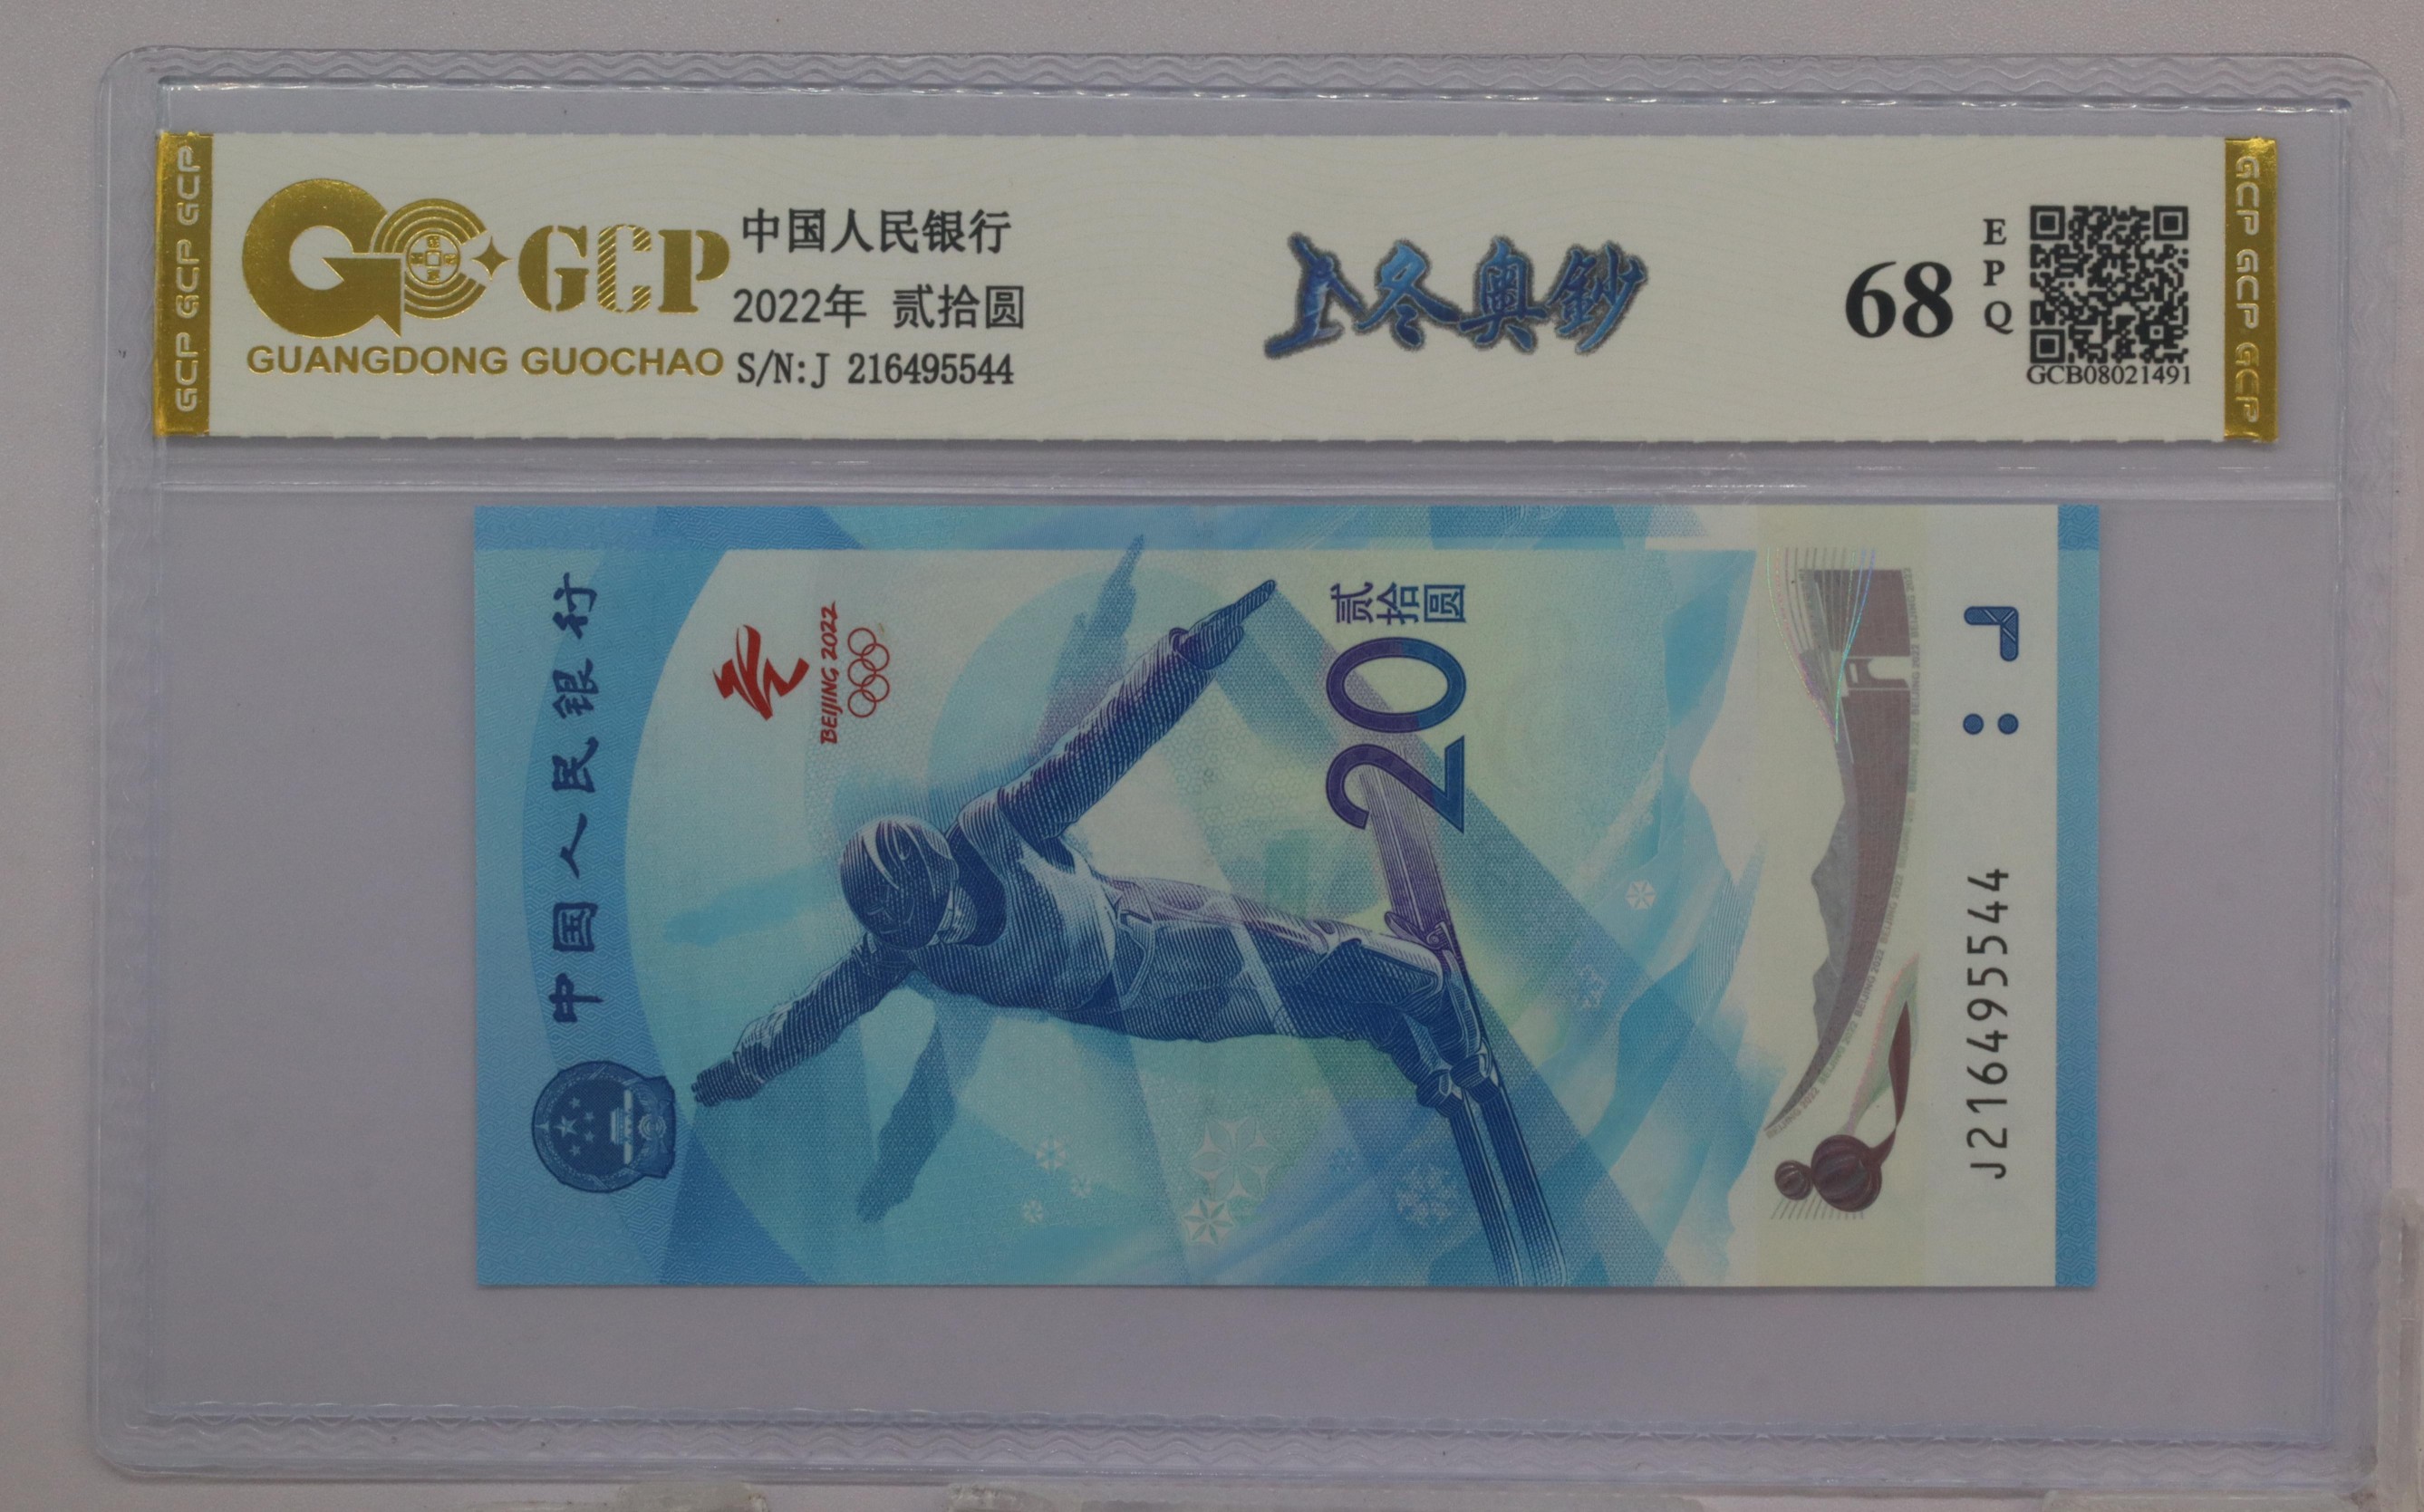 GCP GCP GCP
GCP
GUANGDONG GUOCHAO
中国人民银行
2022年 贰拾圆
S/N:J 216495544
冬奥鈔
68
EPQ
GCB08021491
GCP GCP GCP GCP
中国人民银行
BEIJING 2022
贰拾圆
20
J216495544